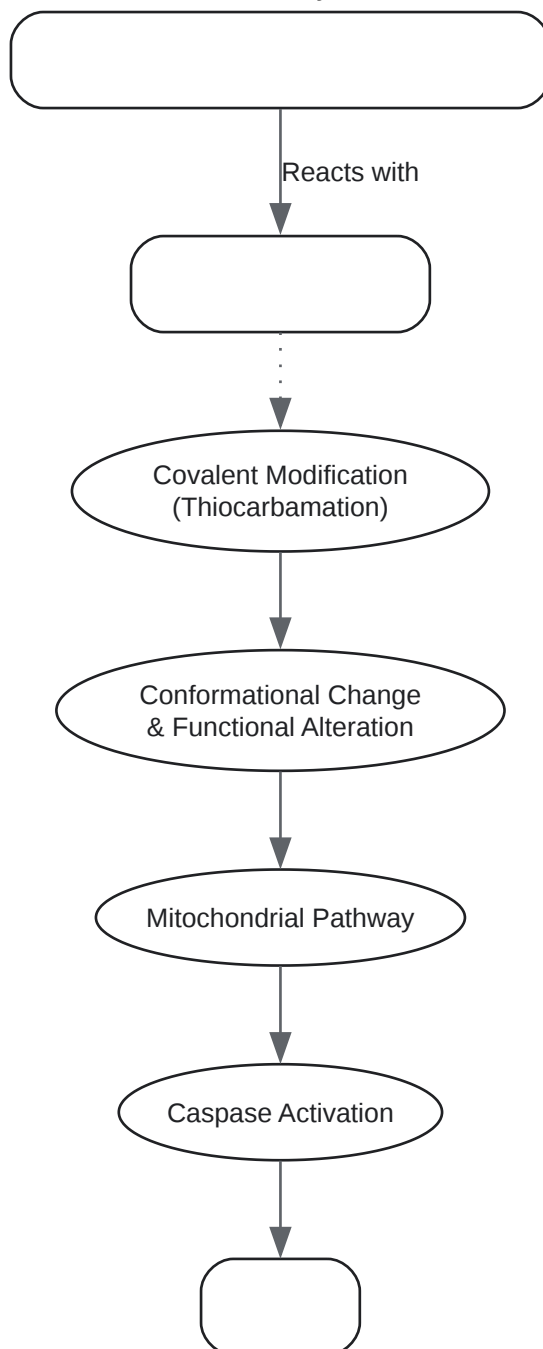 Reacts with
Covalent Modification
(Thiocarbamation)
Conformational Change
& Functional Alteration
Mitochondrial Pathway
Caspase Activation